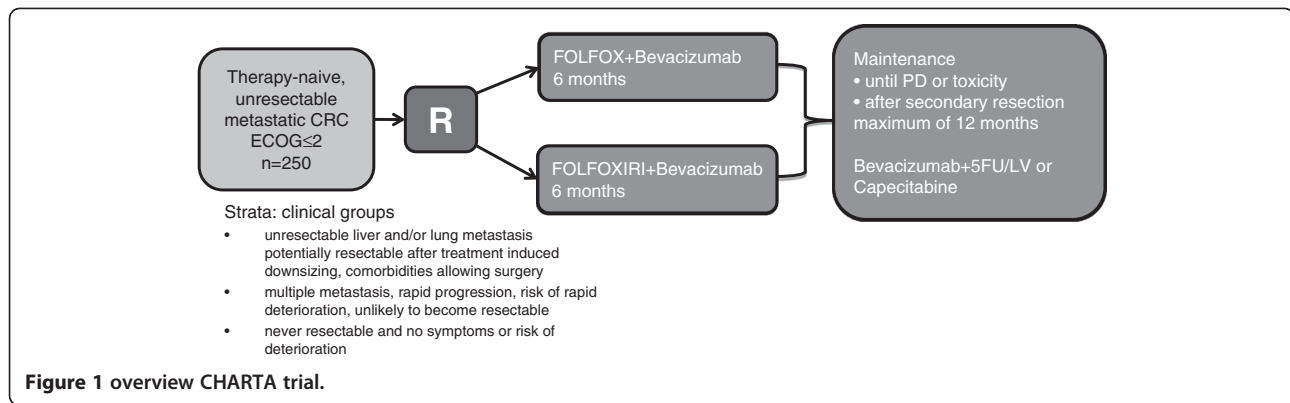 Therapy-naive,
unresectable
metastatic CRC
ECOG≤2
n=250
R
FOLFOX+Bevacizumab
6 months
FOLFOXIRI+Bevacizumab
6 months
Maintenance
• until PD or toxicity
• after secondary resection
maximum of 12 months
Bevacizumab+5FU/LV or
Capecitabine
Strata: clinical groups
• unresectable liver and/or lung metastasis
potentially resectable after treatment induced
downsizing, comorbidities allowing surgery
• multiple metastasis, rapid progression, risk of rapid
deterioration, unlikely to become resectable
• never resectable and no symptoms or risk of
deterioration
Figure 1 overview CHARTA trial.